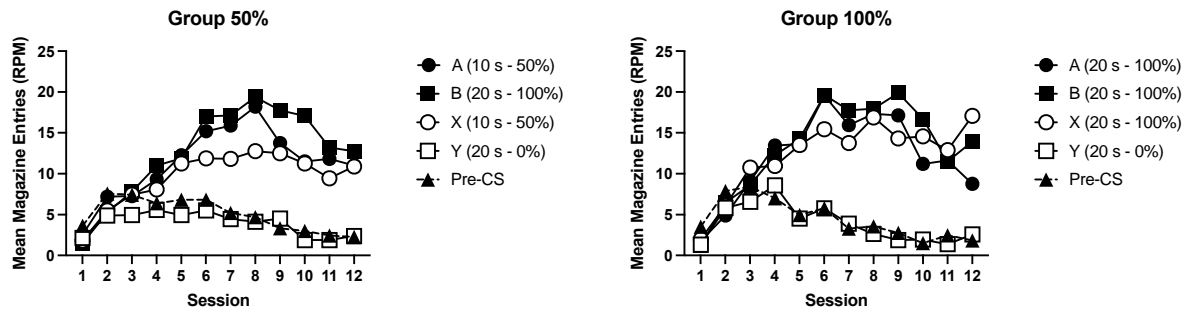 Group 50%
Mean Magazine Entries (RPM)
25
20
15
10
5
0
1 2 3 4 5 6 7 8 9 10 11 12
Session
A (10 s - 50%)
B (20 s - 100%)
X (10 s - 50%)
Y (20 s - 0%)
Pre-CS
Group 100%
Mean Magazine Entries (RPM)
25
20
15
10
5
0
1 2 3 4 5 6 7 8 9 10 11 12
Session
A (20 s - 100%)
B (20 s - 100%)
X (20 s - 100%)
Y (20 s - 0%)
Pre-CS